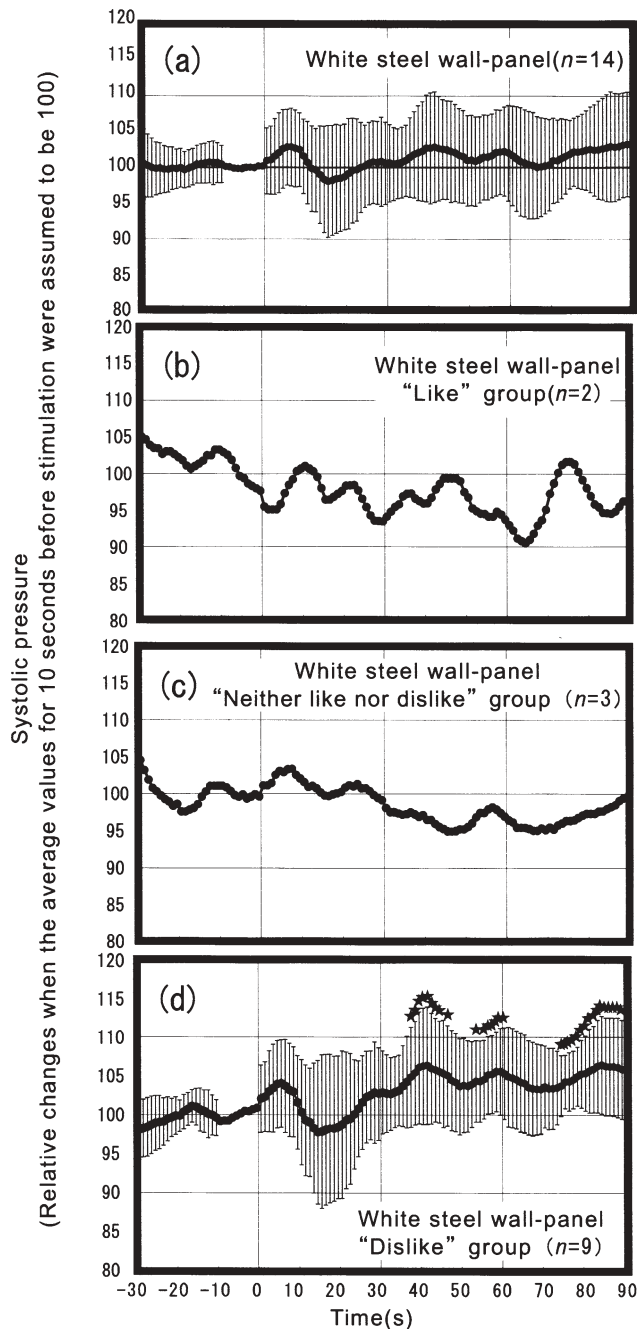 Systolic pressure
(Relative changes when the average values for 10 seconds before stimulation were assumed to be 100)
120
115
110
105
100
95
90
85
80
(a)
White steel wall-panel(n=14)
120
115
110
105
100
95
90
85
80
(b)
White steel wall-panel
“Like” group(n=2)
120
115
110
105
100
95
90
85
80
(c)
White steel wall-panel
“Neither like nor dislike” group (n=3)
120
115
110
105
100
95
90
85
80
(d)
★★★★★★★★
White steel wall-panel
“Dislike” group (n=9)
-30 -20 -10 0 10 20 30 40 50 60 70 80 90
Time(s)